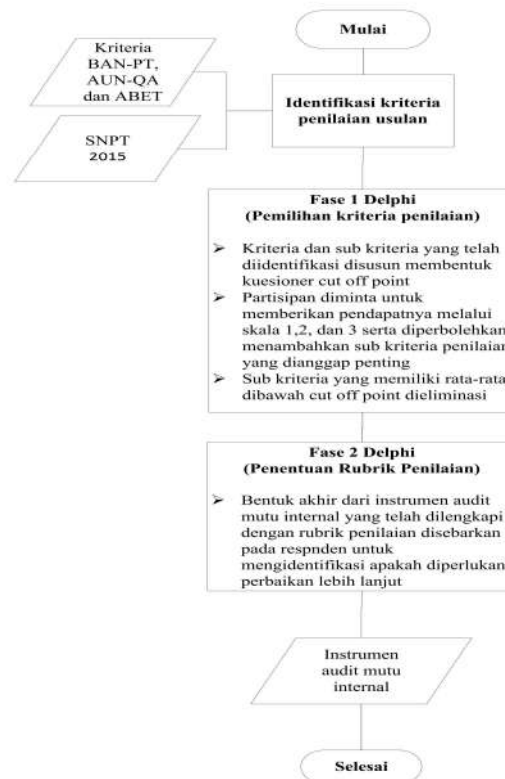 Mulai
Kriteria
BAN-PT,
AUN-QA
dan ABET
SNPT
2015
Identifikasi kriteria
penilaian usulan
Fase 1 Delphi
(Pemilihan kriteria penilaian)
➤ Kriteria dan sub kriteria yang telah
diidentifikasi disusun membentuk
kuesioner cut off point
➤ Partisipan diminta untuk
memberikan pendapatnya melalui
skala 1,2, dan 3 serta diperbolehkan
menambahkan sub kriteria penilaian
yang dianggap penting
➤ Sub kriteria yang memiliki rata-rata
dibawah cut off point dieliminasi
Fase 2 Delphi
(Penentuan Rubrik Penilaian)
➤ Bentuk akhir dari instrumen audit
mutu internal yang telah dilengkapi
dengan rubrik penilaian disebarkan
pada respnden untuk
mengidentifikasi apakah diperlukan
perbaikan lebih lanjut
Instrumen
audit mutu
internal
Selesai